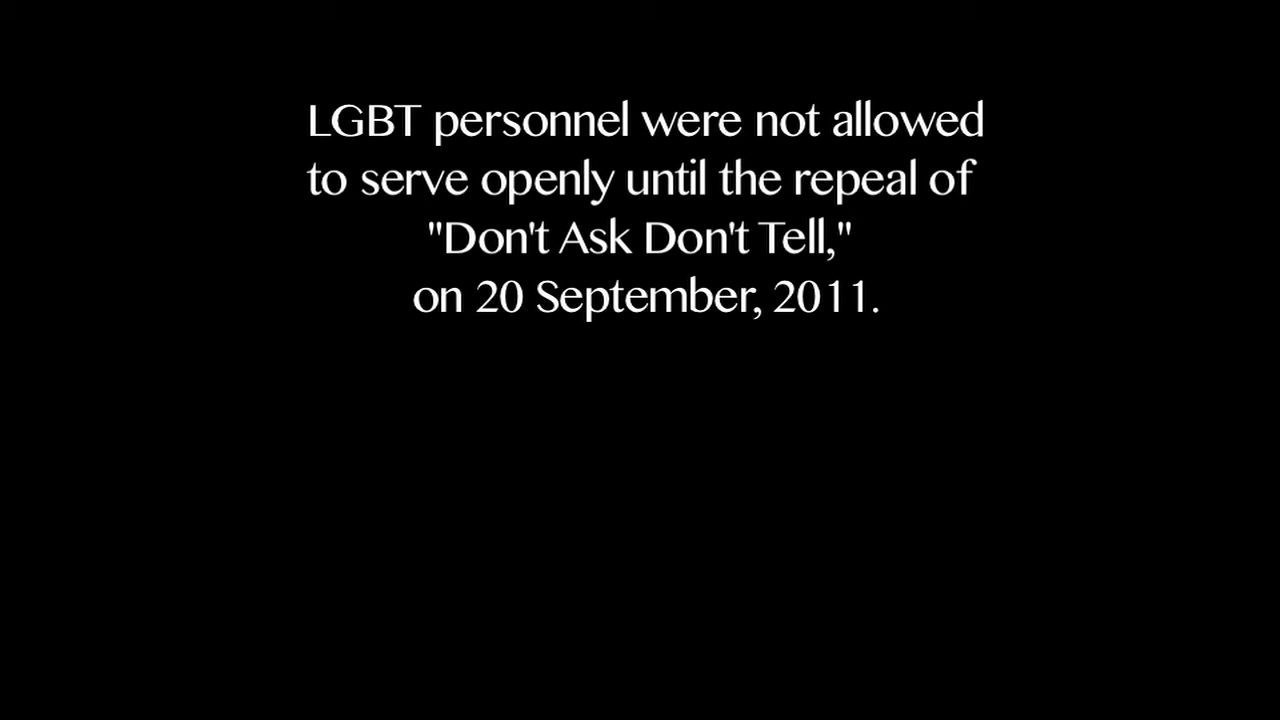 LGBT personnel were not allowed
to serve openly until the repeal of
"Don't Ask Don't Tell,"
on 20 September, 2011.